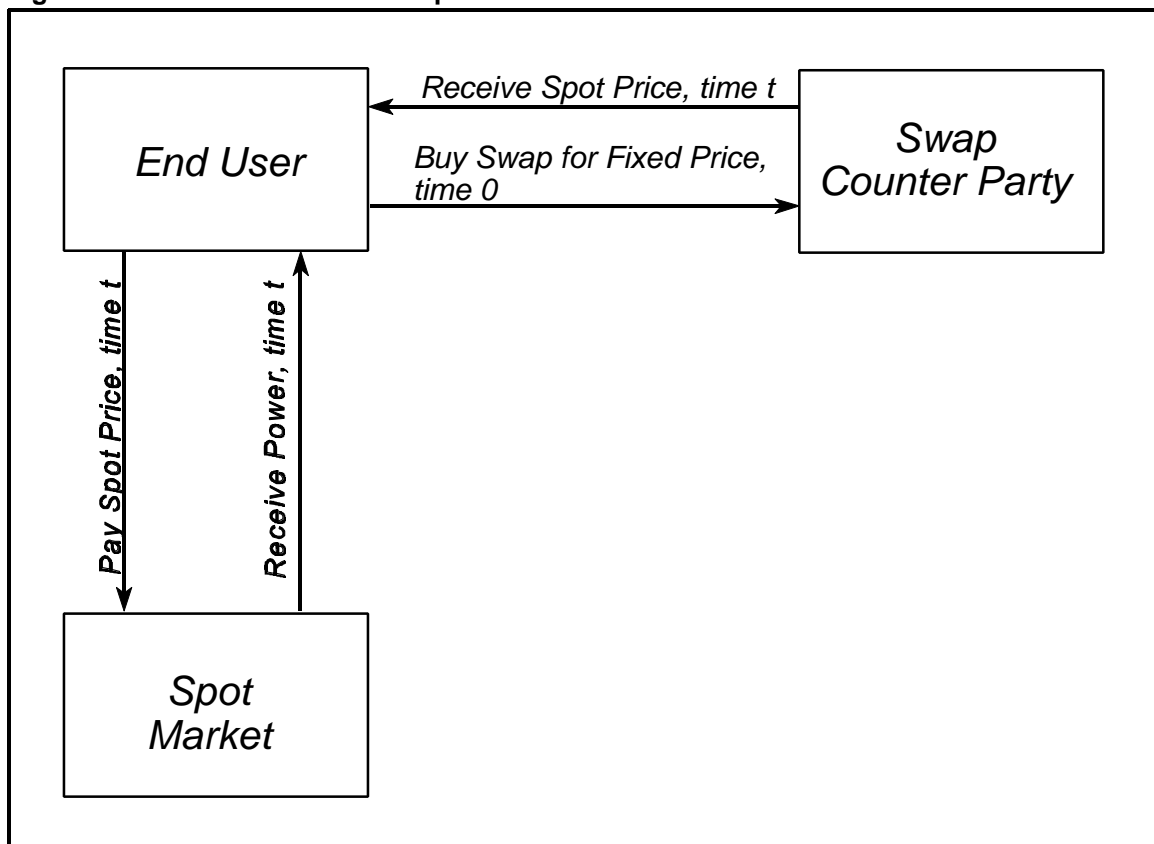 Receive Spot Price, time t
End User
Buy Swap for Fixed Price,
time 0
Swap
Counter Party
Pay Spot Price, time t
Receive Power, time t
Spot
Market